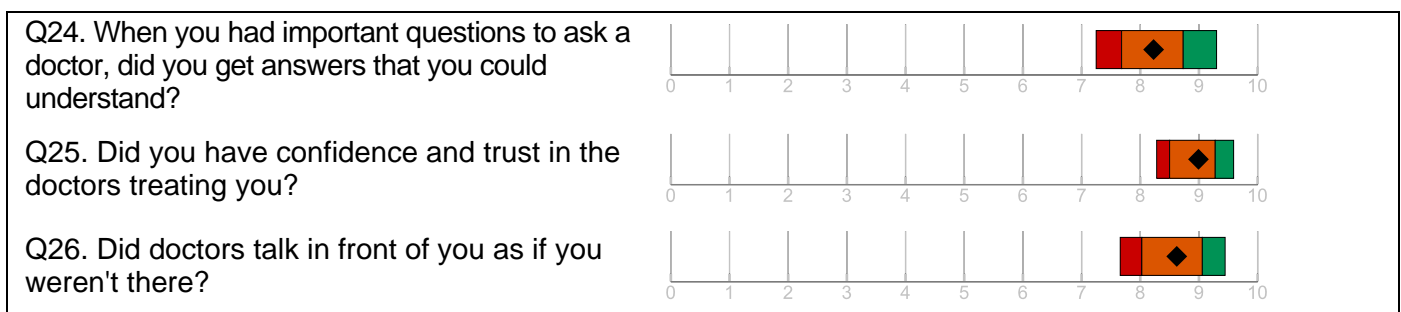 Q24. When you had important questions to ask a
doctor, did you get answers that you could
understand?
0 1 2 3 4 5 6 7 8 9 10
Q25. Did you have confidence and trust in the
doctors treating you?
0 1 2 3 4 5 6 7 8 9 10
Q26. Did doctors talk in front of you as if you
weren't there?
0 1 2 3 4 5 6 7 8 9 10